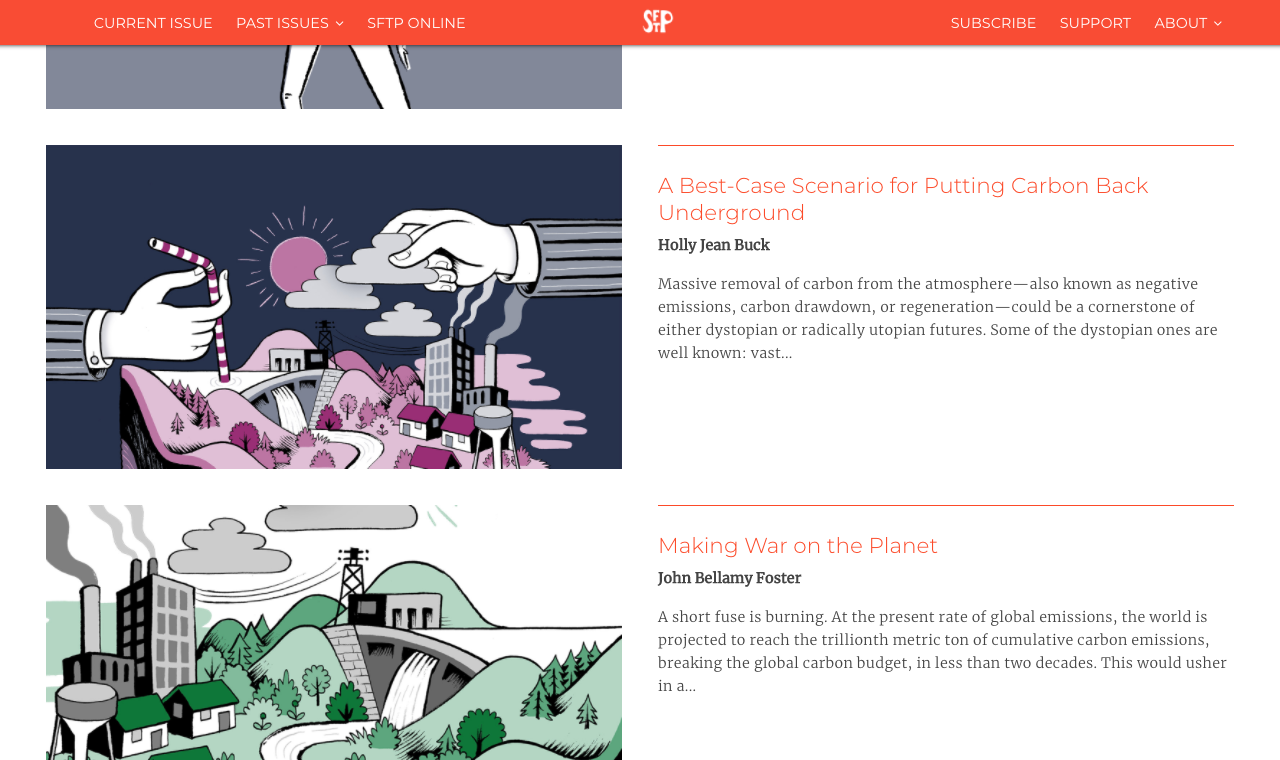 CURRENT ISSUE PAST ISSUES SFTP ONLINE SFTP SUBSCRIBE SUPPORT ABOUT
A Best-Case Scenario for Putting Carbon Back
Underground
Holly Jean Buck
Massive removal of carbon from the atmosphere—also known as negative
emissions, carbon drawdown, or regeneration—could be a cornerstone of
either dystopian or radically utopian futures. Some of the dystopian ones are
well known: vast...
Making War on the Planet
John Bellamy Foster
A short fuse is burning. At the present rate of global emissions, the world is
projected to reach the trillionth metric ton of cumulative carbon emissions,
breaking the global carbon budget, in less than two decades. This would usher
in a...